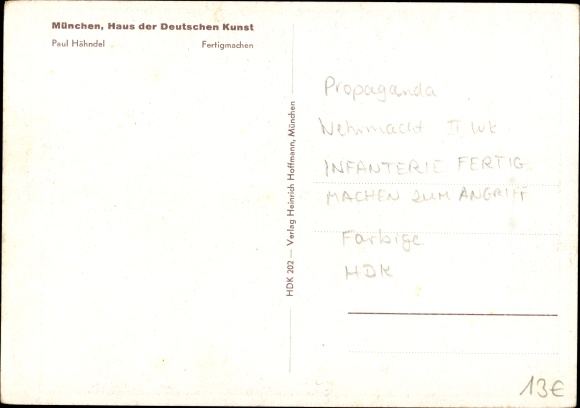 München, Haus der Deutschen Kunst
Paul Hähndel Fertigmachen
HDK 202 — Verlag Heinrich Hoffmann, München
Propaganda
Wehrmacht II Wk
INFANTERIE FERTIG
MACHEN ZUM ANGRIFF
Farbige
HDK
13€